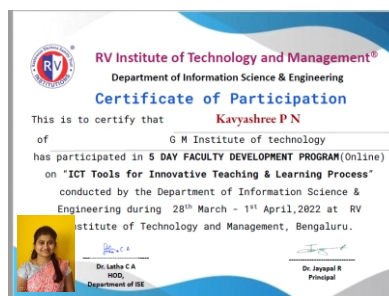 RV Institute of Technology and Management®
Department of Information Science & Engineering
Certificate of Participation
This is to certify that Kavyashree P N
of G M Institute of technology
has participated in 5 DAY FACULTY DEVELOPMENT PROGRAM(Online)
on "ICT Tools for Innovative Teaching & Learning Process"
conducted by the Department of Information Science &
Engineering during 28th March - 1st April,2022 at RV
stitute of Technology and Management, Bengaluru.
Dr. Latha C A
HOD,
Department of ISE
Dr. Jayapal R
Principal
RV
INSTITUTIONS